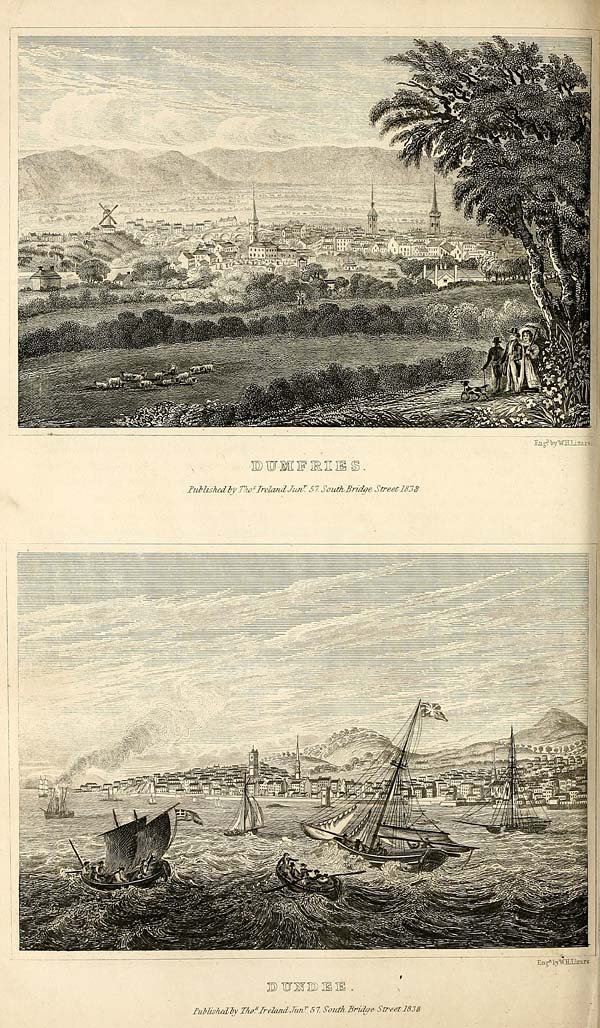 Engd. by W.H.Lizars.
DUMFRIES.
Published by Thos. Ireland Junr. 57. South Bridge Street 1838.
Engd. by W.H.Lizars.
DUNDEE.
Published by Thos. Ireland Junr. 57. South Bridge Street 1838